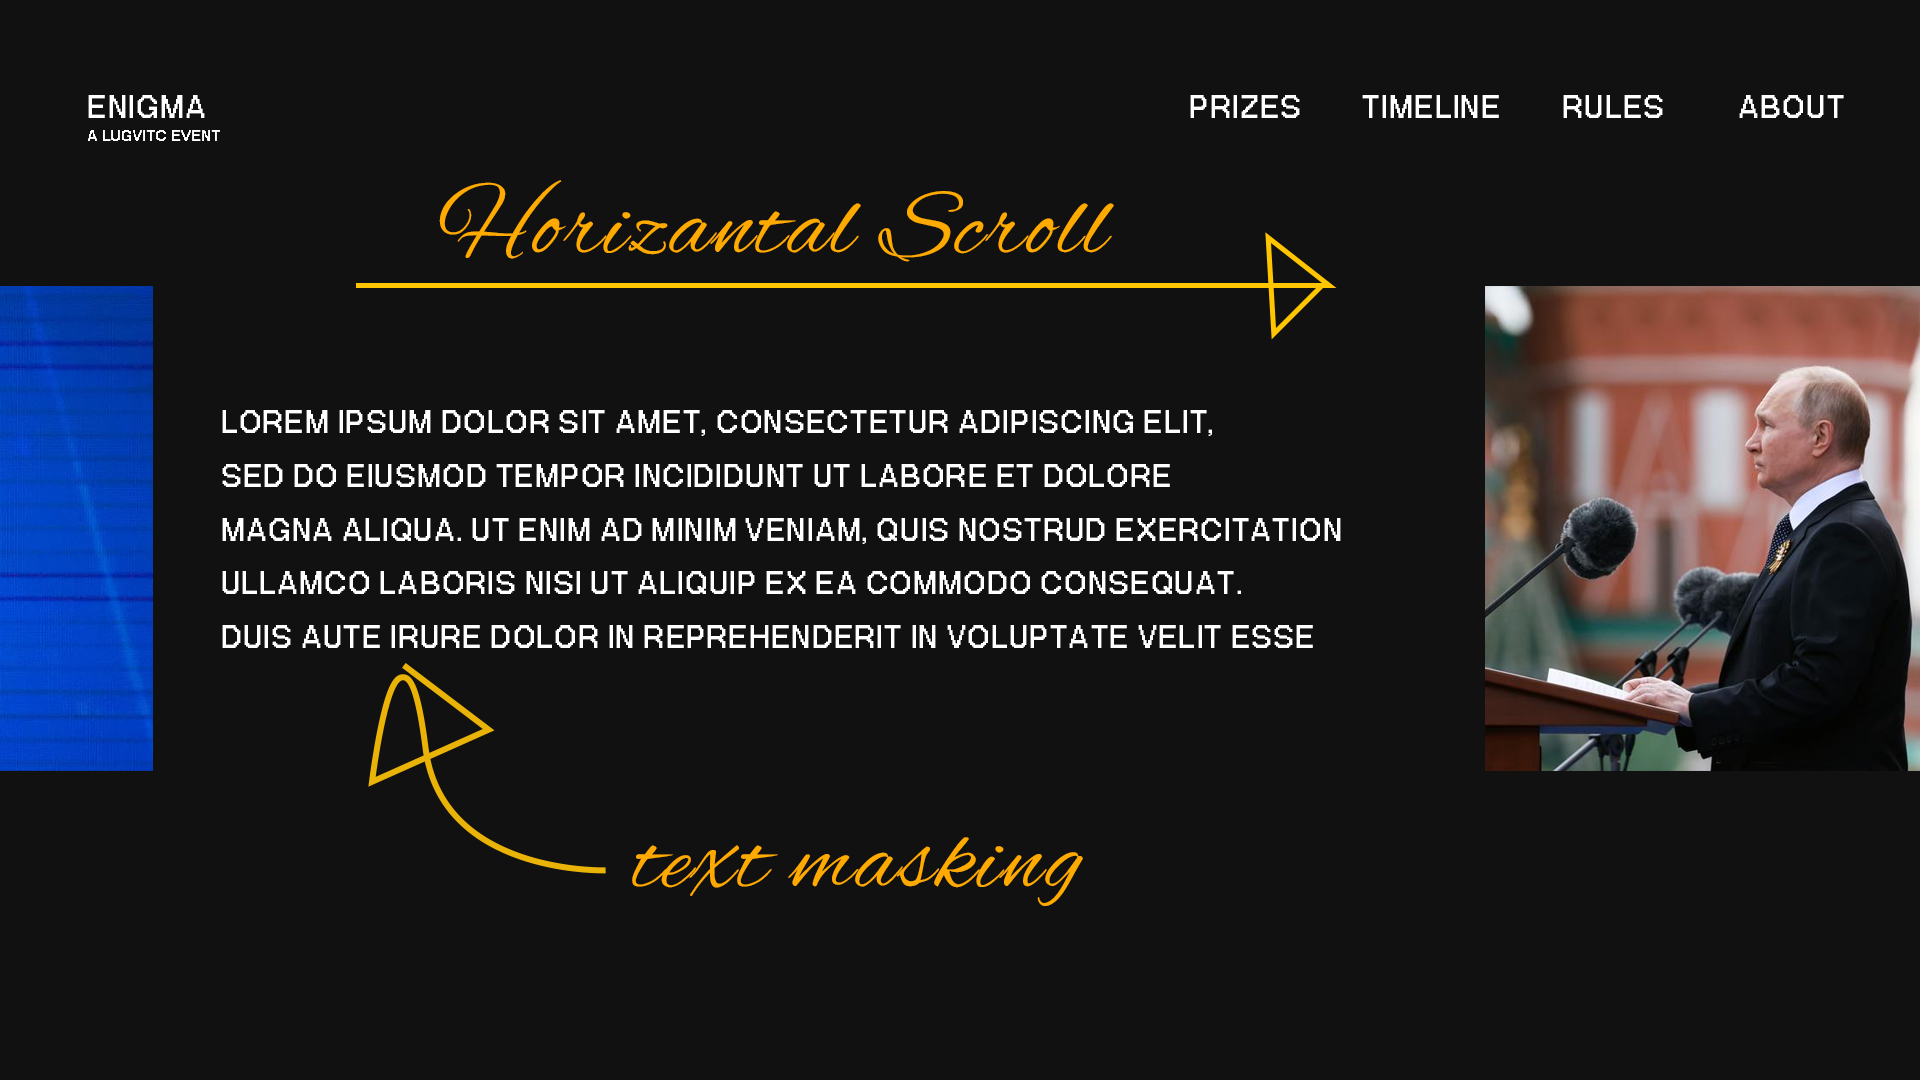 ENIGMA
A LUGVITC EVENT
PRIZES TIMELINE RULES ABOUT
Horizantal Scroll
LOREM IPSUM DOLOR SIT AMET, CONSECTETUR ADIPISCING ELIT,
SED DO EIUSMOD TEMPOR INCIDIDUNT UT LABORE ET DOLORE
MAGNA ALIQUA. UT ENIM AD MINIM VENIAM, QUIS NOSTRUD EXERCITATION
ULLAMCO LABORIS NISI UT ALIQUIP EX EA COMMODO CONSEQUAT.
DUIS AUTE IRURE DOLOR IN REPREHENDERIT IN VOLUPTATE VELIT ESSE
text masking